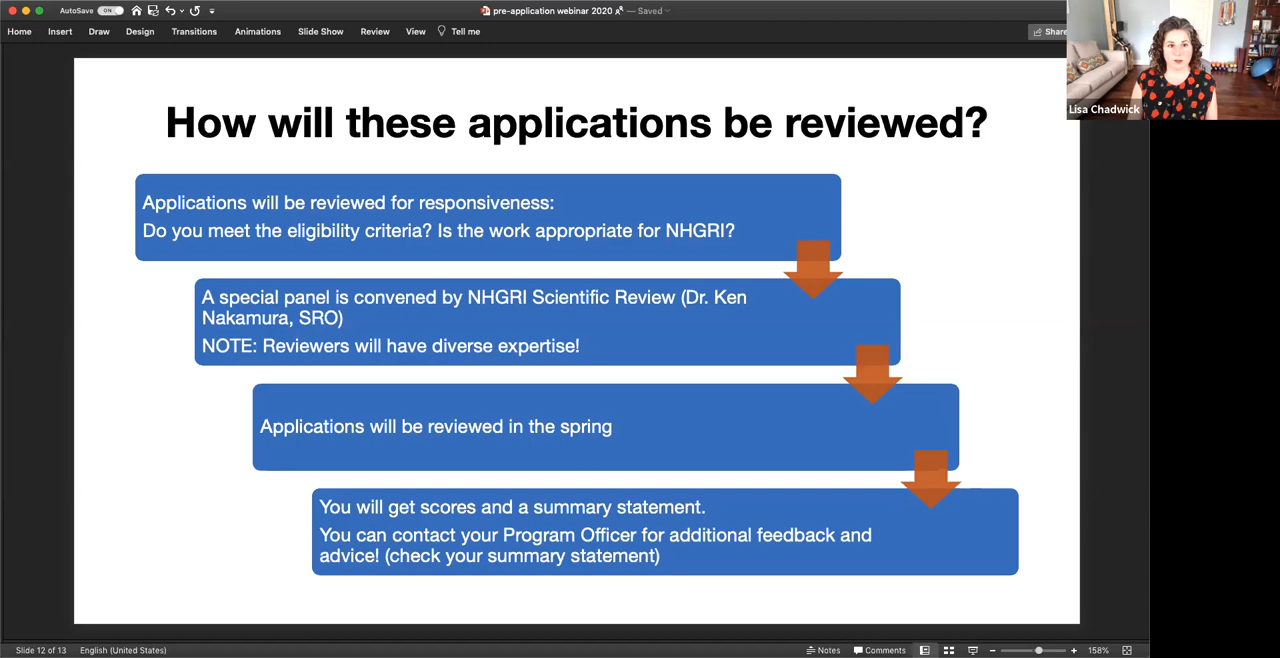 AutoSave ON
pre-application webinar 2020 — Saved
Home Insert Draw Design Transitions Animations Slide Show Review View Tell me
Share
Lisa Chadwick
How will these applications be reviewed?
Applications will be reviewed for responsiveness:
Do you meet the eligibility criteria? Is the work appropriate for NHGRI?
A special panel is convened by NHGRI Scientific Review (Dr. Ken
Nakamura, SRO)
NOTE: Reviewers will have diverse expertise!
Applications will be reviewed in the spring
You will get scores and a summary statement.
You can contact your Program Officer for additional feedback and
advice! (check your summary statement)
Slide 12 of 13 English (United States)
Notes Comments 158%